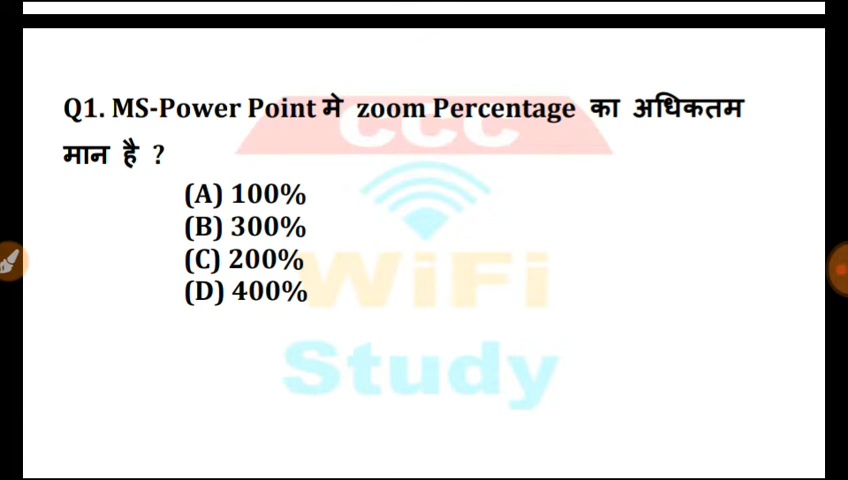 Q1. MS-Power Point मे zoom Percentage का अधिकतम
मान है ?
(A) 100%
(B) 300%
(C) 200%
(D) 400%
CCC
WiFi
Study